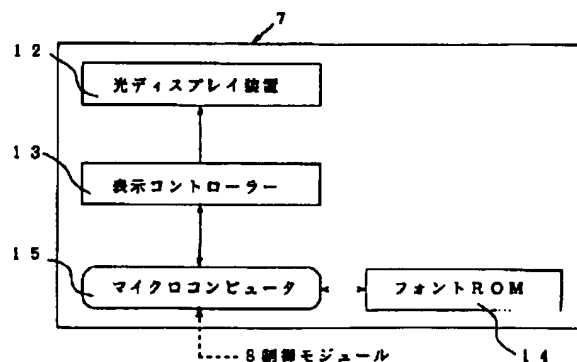 7
12
光ディスプレイ装置
13
表示コントローラー
15
マイクロコンピュータ
フォントROM
8制御モジュール
14